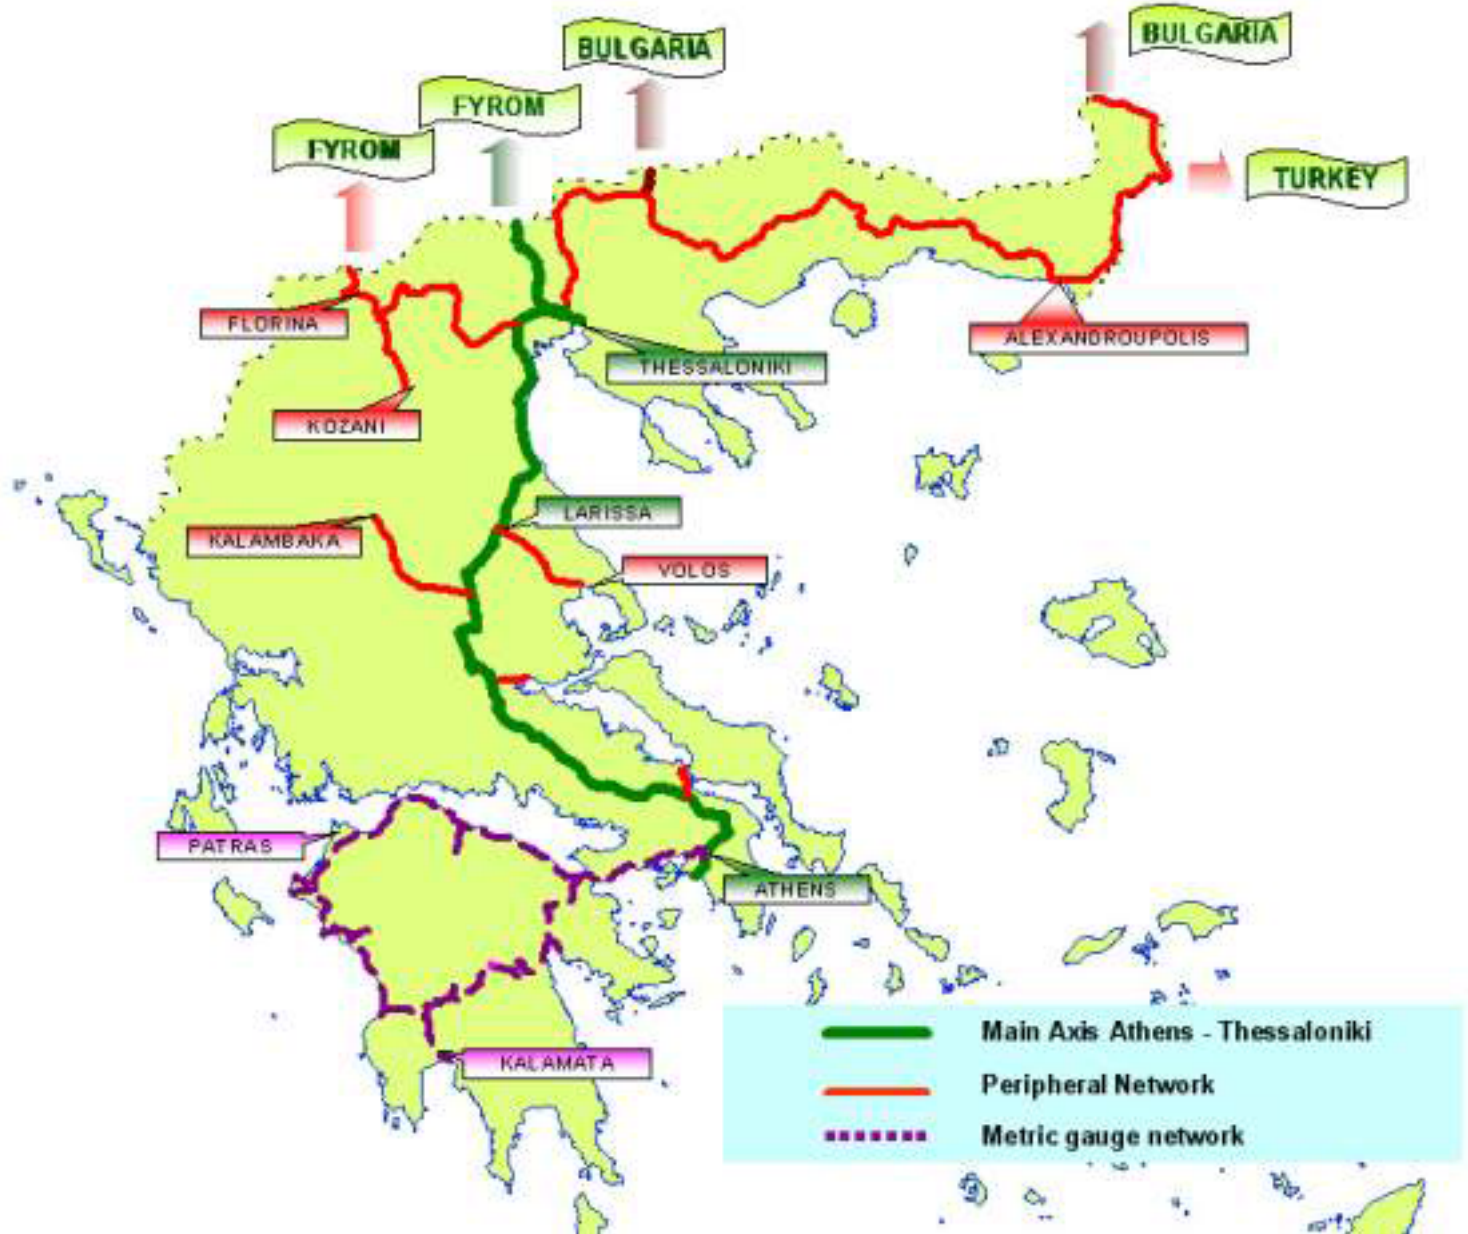 BULGARIA
BULGARIA
FYROM
FYROM
TURKEY
FLORINA
ALEXANDROUPOLIS
THESSALONIKI
KOZANI
LARISSA
KALAMBAKA
VOLOS
PATRAS
ATHENS
KALAMATA
Main Axis Athens - Thessaloniki
Peripheral Network
Metric gauge network